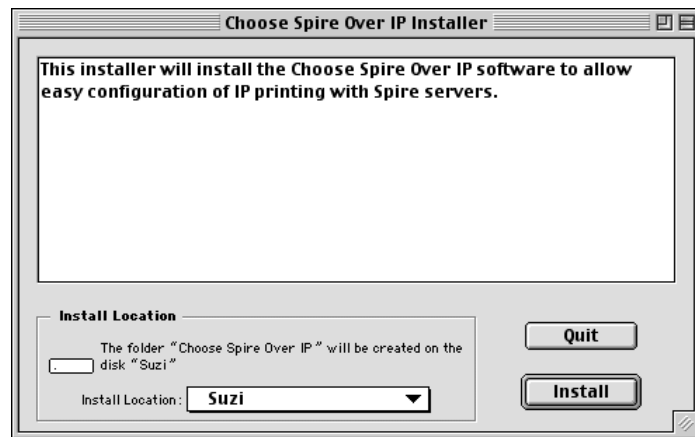 Choose Spire Over IP Installer
This installer will install the Choose Spire Over IP software to allow
easy configuration of IP printing with Spire servers.
Install Location
The folder “Choose Spire Over IP” will be created on the
disk “Suzi”
Install Location: Suzi
Quit
Install